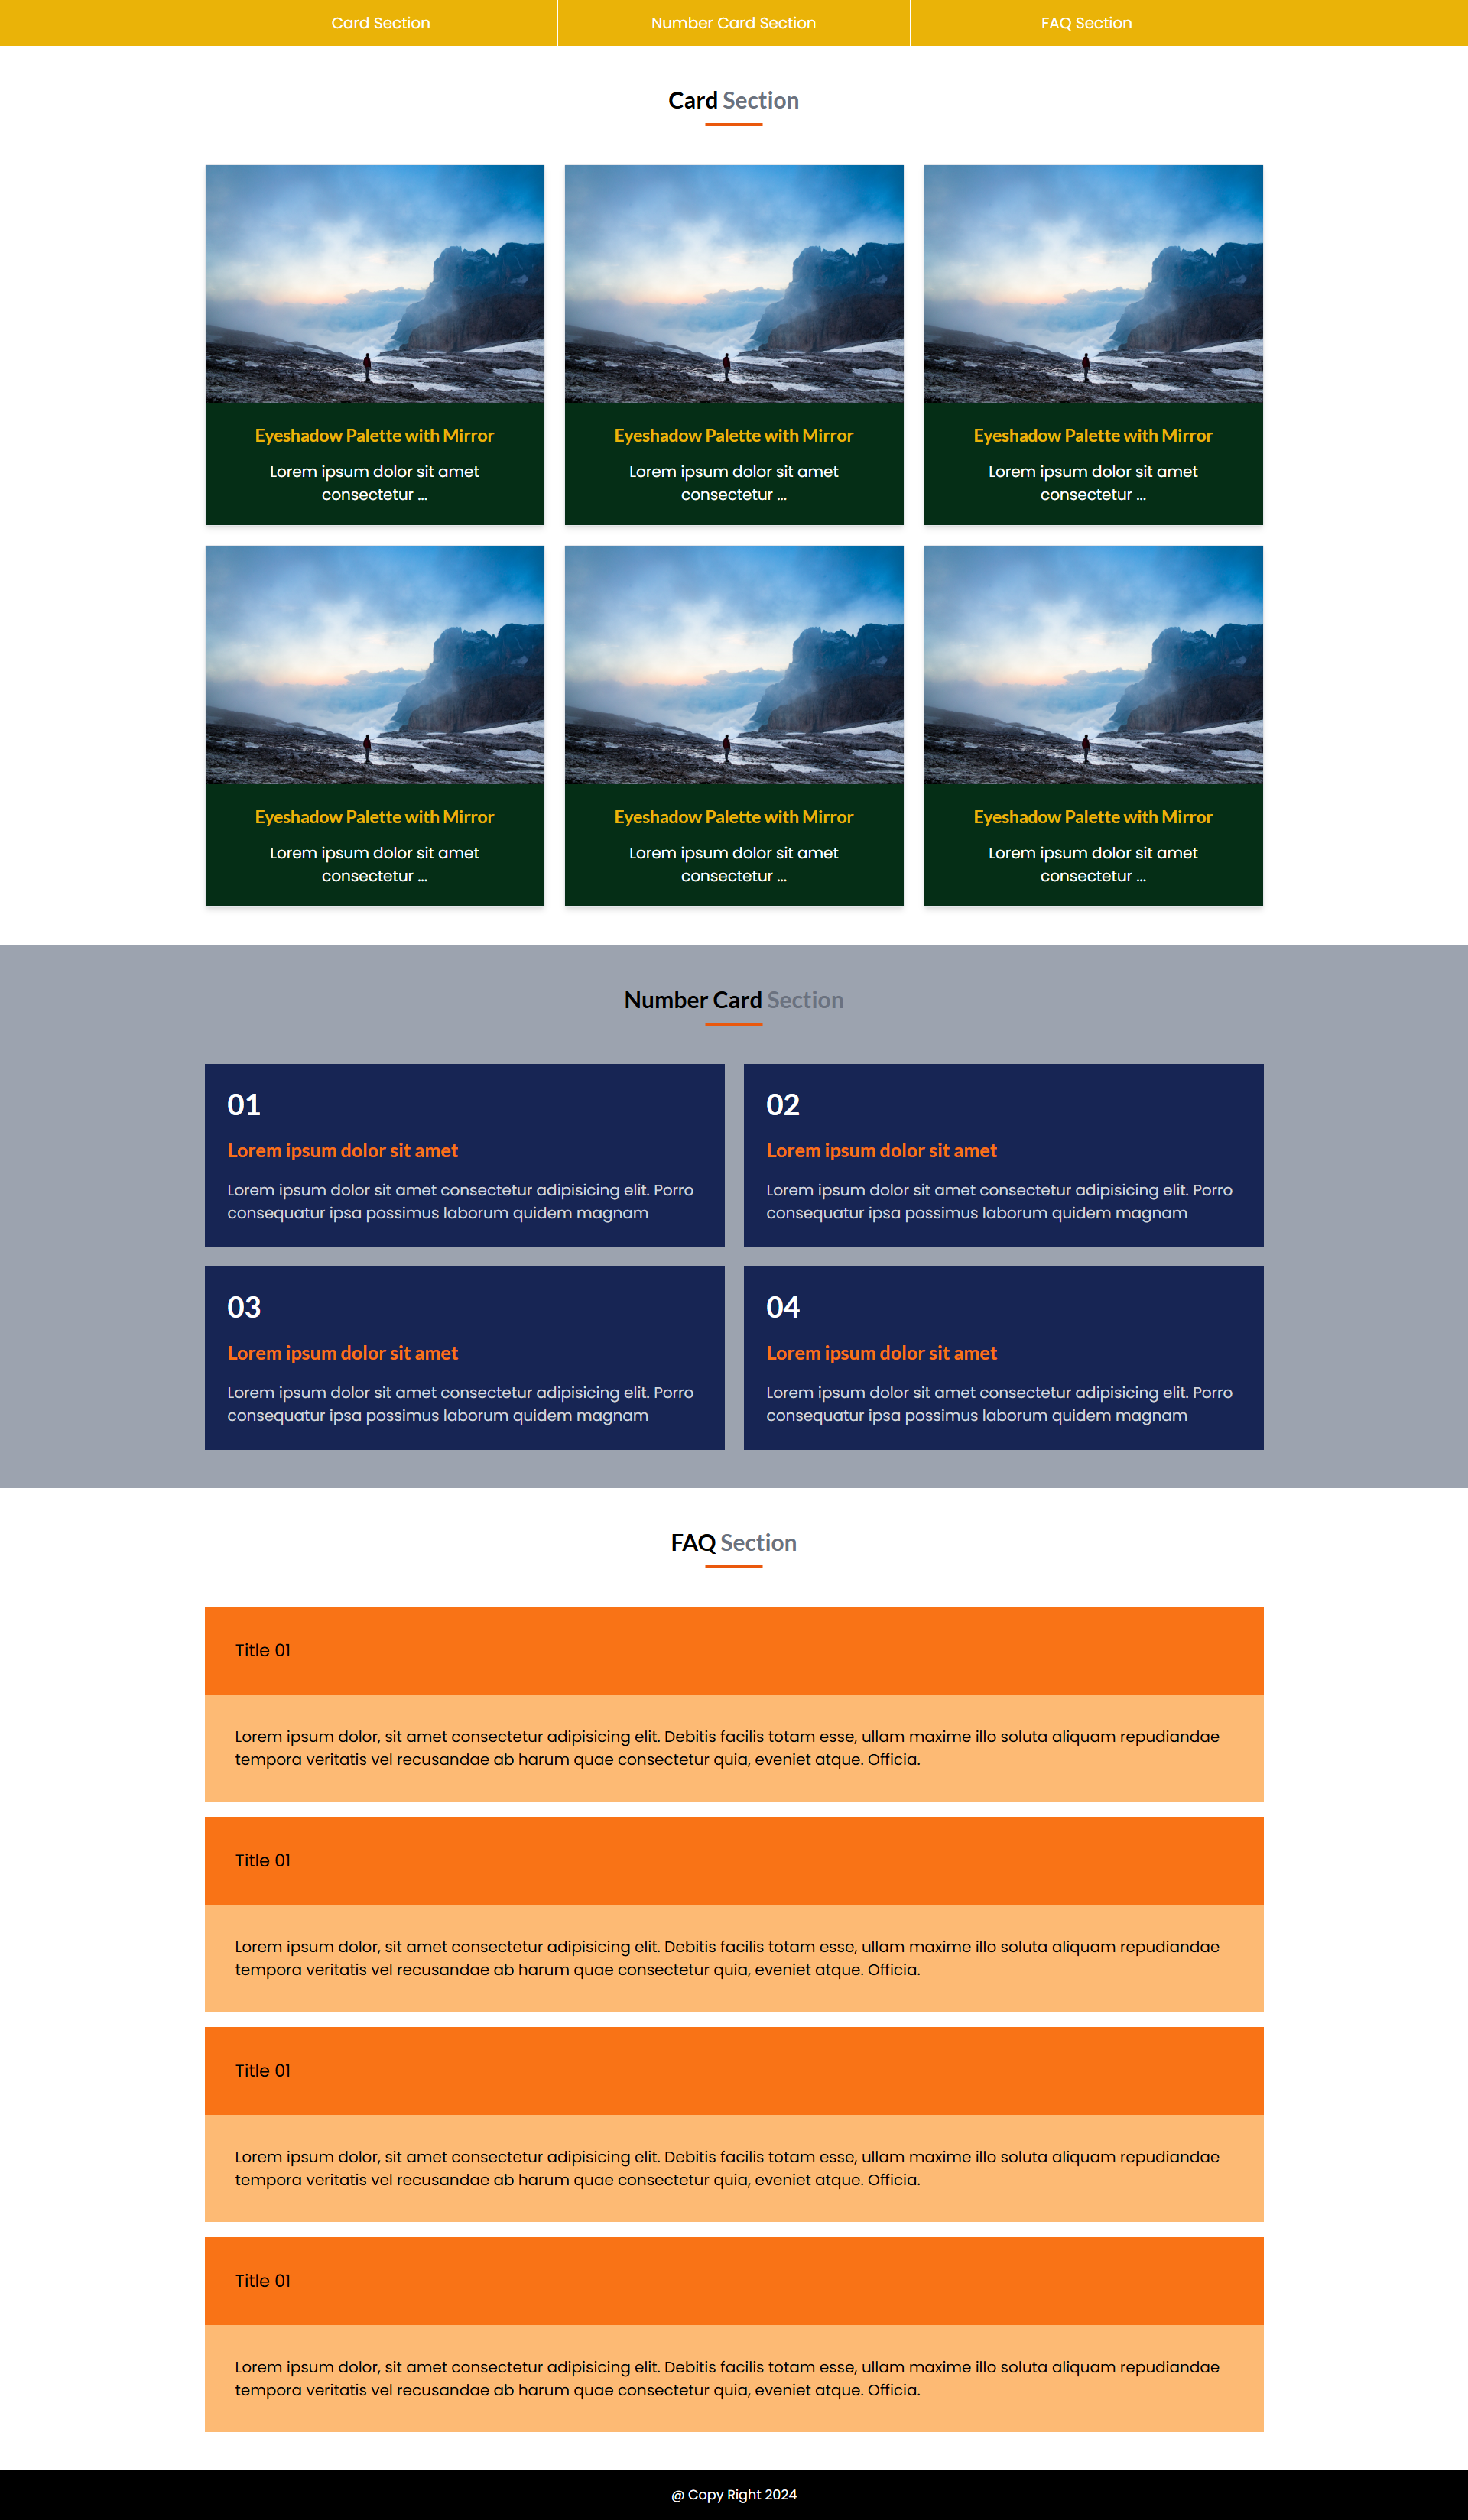 Card Section
Number Card Section
FAQ Section
Card Section
Eyeshadow Palette with Mirror
Lorem ipsum dolor sit amet
consectetur ...
Eyeshadow Palette with Mirror
Lorem ipsum dolor sit amet
consectetur ...
Eyeshadow Palette with Mirror
Lorem ipsum dolor sit amet
consectetur ...
Eyeshadow Palette with Mirror
Lorem ipsum dolor sit amet
consectetur ...
Eyeshadow Palette with Mirror
Lorem ipsum dolor sit amet
consectetur ...
Eyeshadow Palette with Mirror
Lorem ipsum dolor sit amet
consectetur ...
Number Card Section
01
Lorem ipsum dolor sit amet
Lorem ipsum dolor sit amet consectetur adipisicing elit. Porro
consequatur ipsa possimus laborum quidem magnam
02
Lorem ipsum dolor sit amet
Lorem ipsum dolor sit amet consectetur adipisicing elit. Porro
consequatur ipsa possimus laborum quidem magnam
03
Lorem ipsum dolor sit amet
Lorem ipsum dolor sit amet consectetur adipisicing elit. Porro
consequatur ipsa possimus laborum quidem magnam
04
Lorem ipsum dolor sit amet
Lorem ipsum dolor sit amet consectetur adipisicing elit. Porro
consequatur ipsa possimus laborum quidem magnam
FAQ Section
Title 01
Lorem ipsum dolor, sit amet consectetur adipisicing elit. Debitis facilis totam esse, ullam maxime illo soluta aliquam repudiandae
tempora veritatis vel recusandae ab harum quae consectetur quia, eveniet atque. Officia.
Title 01
Lorem ipsum dolor, sit amet consectetur adipisicing elit. Debitis facilis totam esse, ullam maxime illo soluta aliquam repudiandae
tempora veritatis vel recusandae ab harum quae consectetur quia, eveniet atque. Officia.
Title 01
Lorem ipsum dolor, sit amet consectetur adipisicing elit. Debitis facilis totam esse, ullam maxime illo soluta aliquam repudiandae
tempora veritatis vel recusandae ab harum quae consectetur quia, eveniet atque. Officia.
Title 01
Lorem ipsum dolor, sit amet consectetur adipisicing elit. Debitis facilis totam esse, ullam maxime illo soluta aliquam repudiandae
tempora veritatis vel recusandae ab harum quae consectetur quia, eveniet atque. Officia.
@ Copy Right 2024